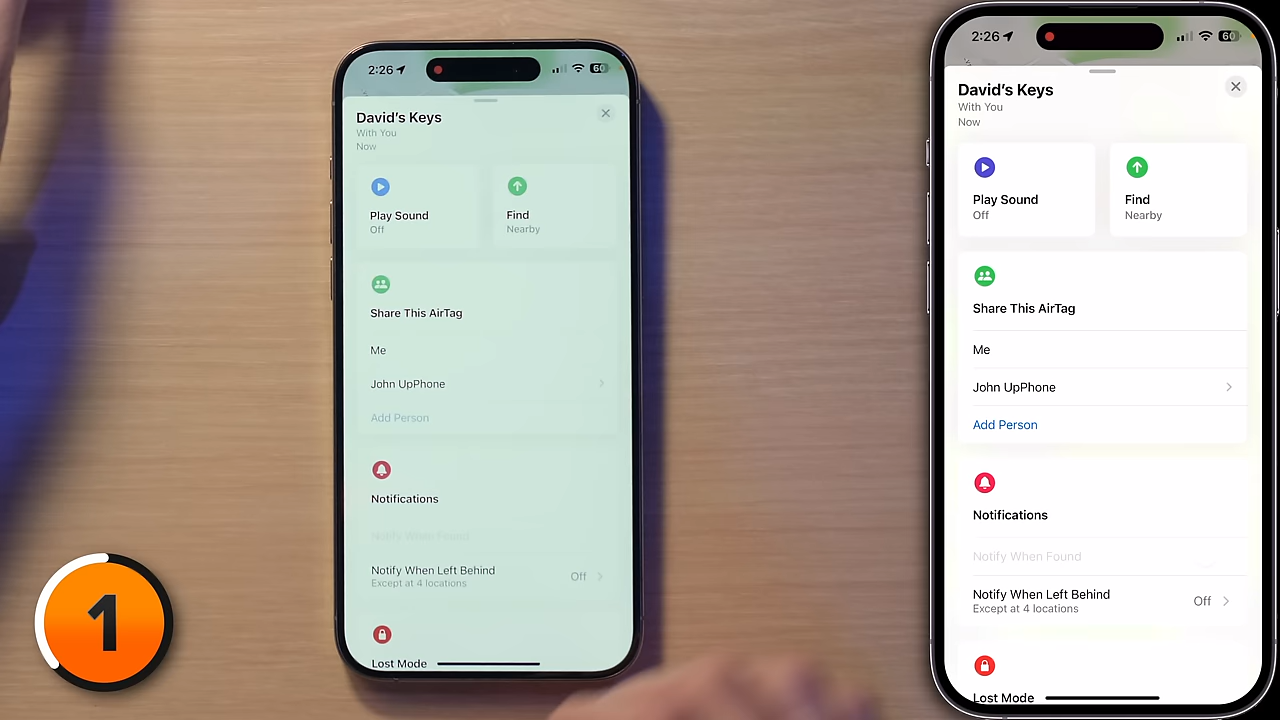 2:26
60
David's Keys
With You
Now
Play Sound
Off
Find
Nearby
Share This AirTag
Me
John UpPhone
Add Person
Notifications
Notify When Found
Notify When Left Behind
Except at 4 locations
Off
Lost Mode
2:26
60
David's Keys
With You
Now
Play Sound
Off
Find
Nearby
Share This AirTag
Me
John UpPhone
Add Person
Notifications
Notify When Found
Notify When Left Behind
Except at 4 locations
Off
Lost Mode
1